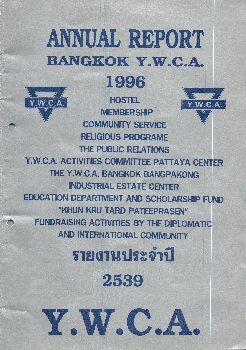 ANNUAL REPORT
BANGKOK Y.W.C.A.
1996
Y.W.C.A.
Y.W.C.A.
HOSTEL
MEMBERSHIP
COMMUNITY SERVICE
RELIGIOUS PROGRAME
THE PUBLIC RELATIONS
Y.W.C.A. ACTIVITIES COMMITTEE PATTAYA CENTER
THE Y.W.C.A. BANGKOK BANGPAKONG
INDUSTRIAL ESTATE CENTER
EDUCATION DEPARTMENT AND SCHOLARSHIP FUND
"KHUN KRU TARD PATEEPRASEN"
FUNDRAISING ACTIVITIES BY THE DIPLOMATIC
AND INTERNATIONAL COMMUNITY
รายงานประจำปี
2539
Y.W.C.A.